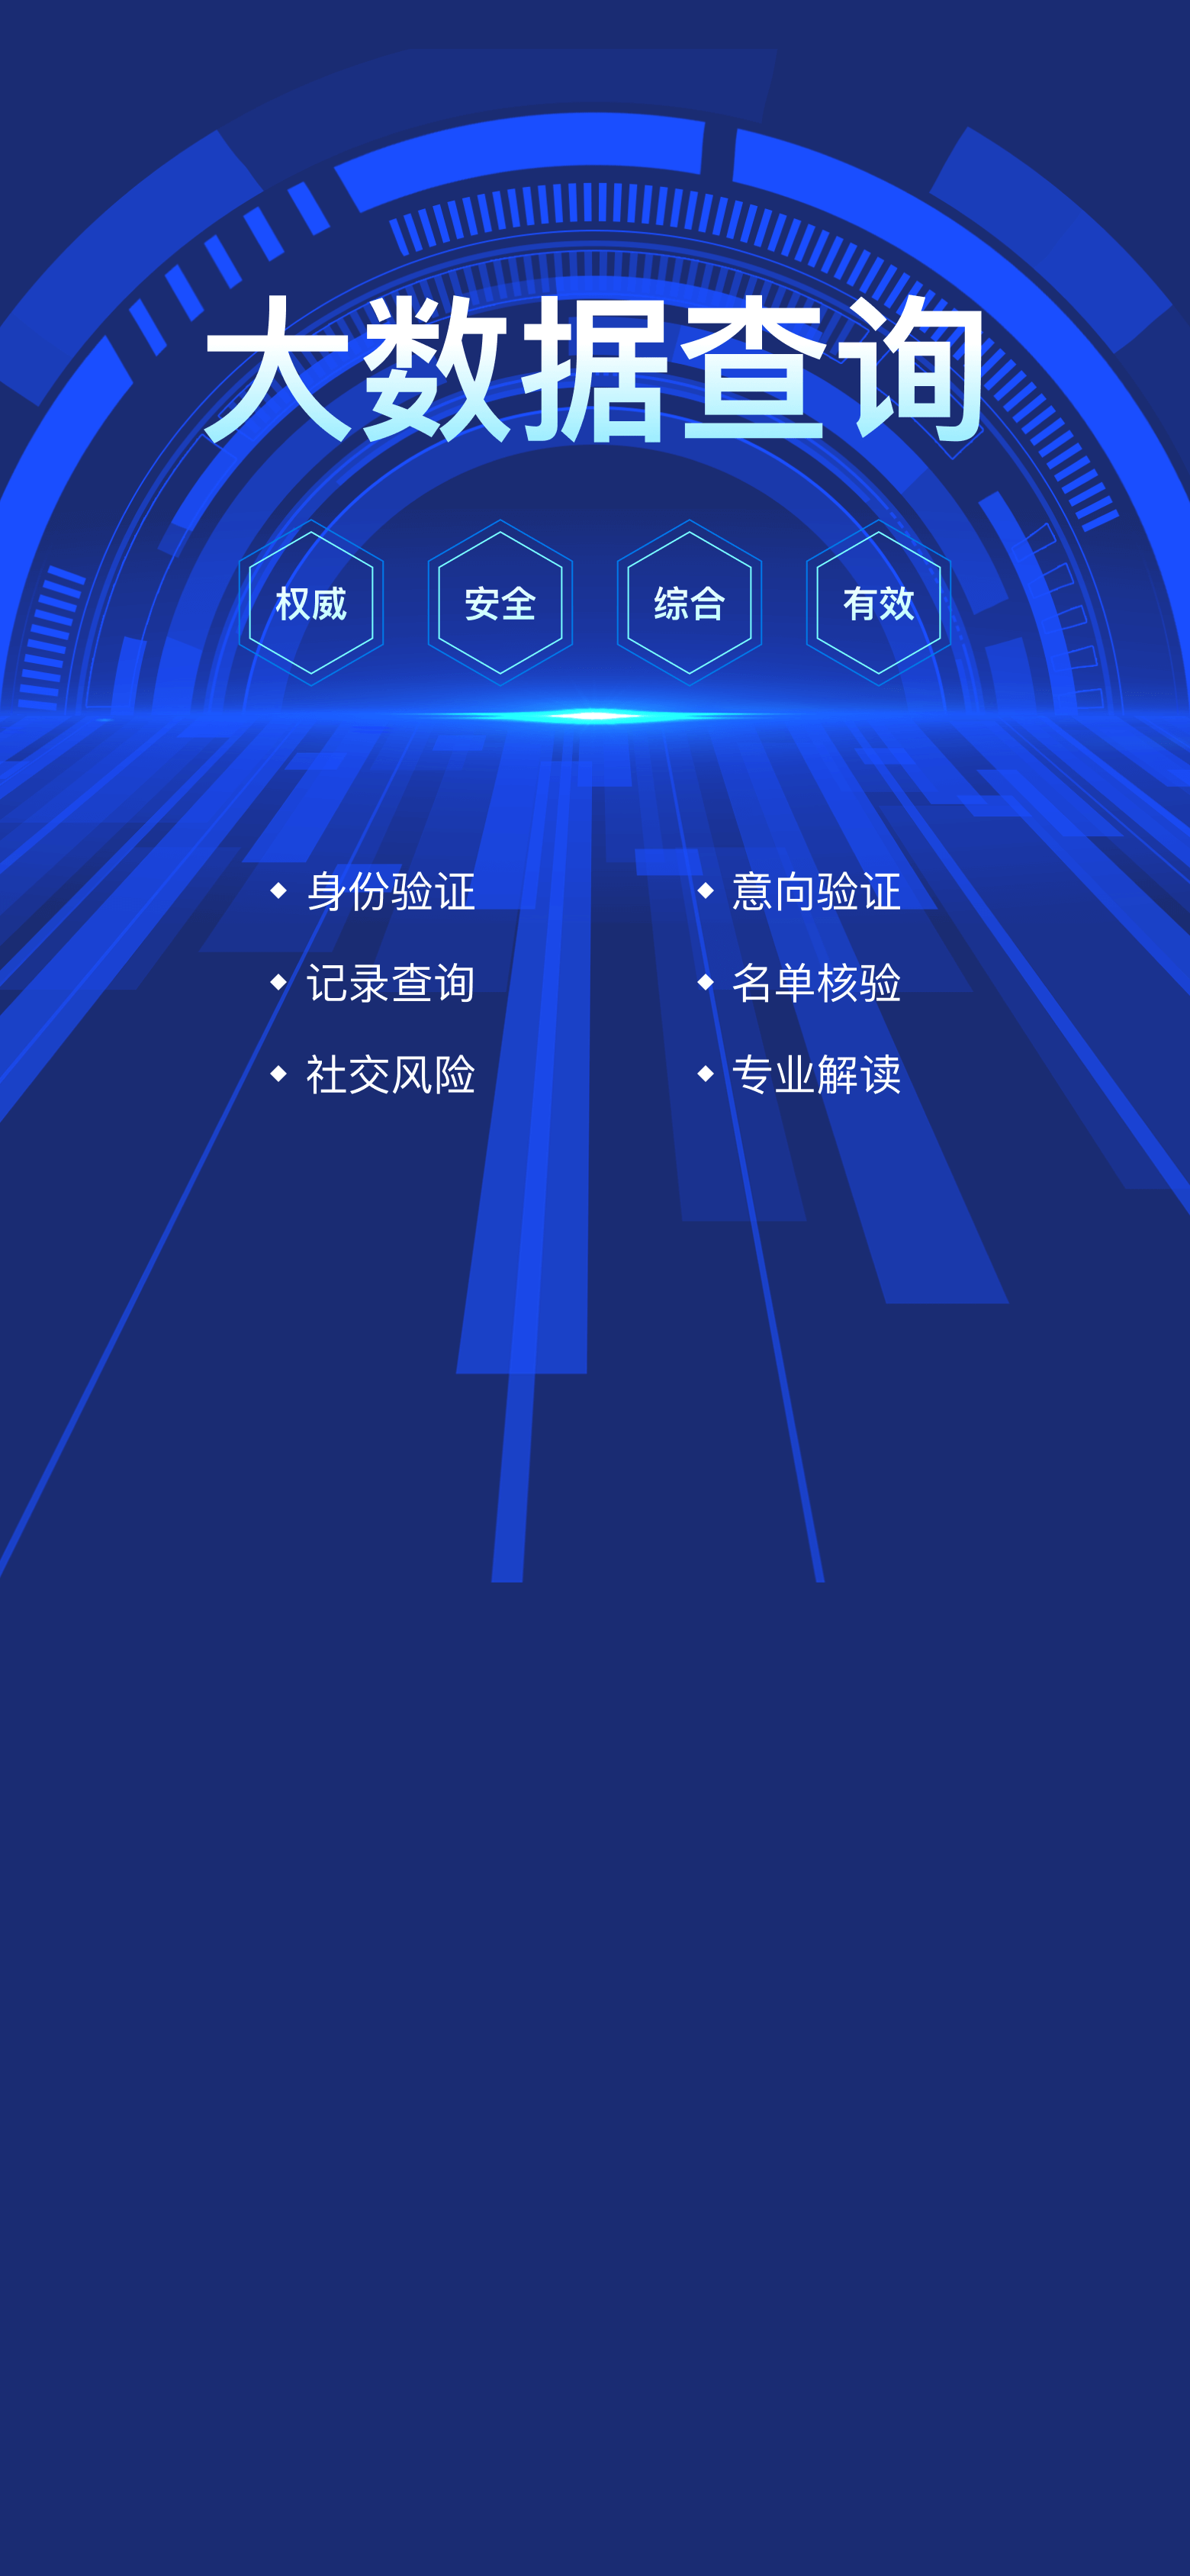 大数据查询
权威 安全 综合 有效
◆ 身份验证 ◆ 意向验证
◆ 记录查询 ◆ 名单核验
◆ 社交风险 ◆ 专业解读